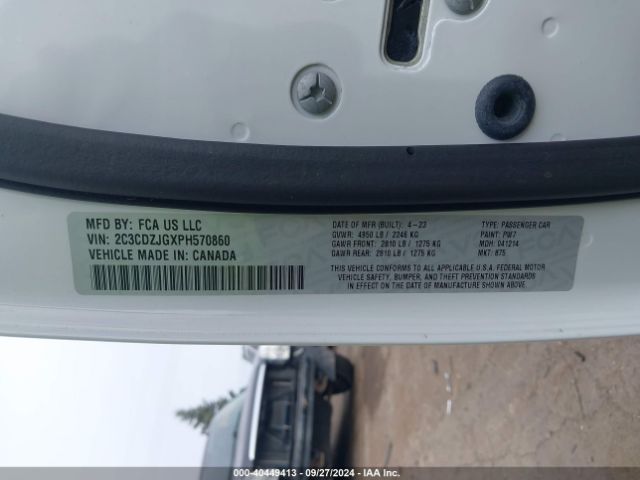 MFD BY: FCA US LLC
VIN: 2C3CDZJGXPH570860
VEHICLE MADE IN: CANADA
DATE OF MFR (BUILT): 4-23
GVWR: 4950 LB / 2246 KG
GAXR FRONT: 2810 LB / 1275 KG
GAWR REAR: 2810 LB / 1275 KG
TYPE: PASSENGER CAR
PAINT: PW7
MDH: 041214
MKT: 875
THIS VEHICLE CONFORMS TO ALL APPLICABLE U.S.A. FEDERAL MOTOR
VEHICLE SAFETY, BUMPER, AND THEFT PREVENTION STANDARDS
IN EFFECT ON THE DATE OF MANUFACTURE SHOWN ABOVE.
000-40449413 - 09/27/2024 - IAA Inc.